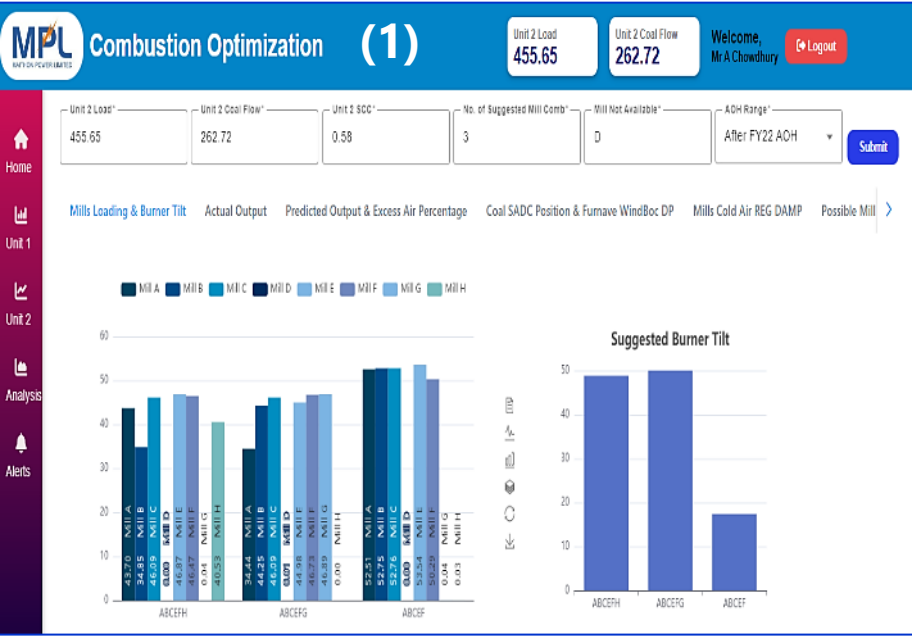 MPL
MAITHON POWER LIMITED
Combustion Optimization
(1)
Unit 2 Load
455.65
Unit 2 Coal Flow
262.72
Welcome,
Mr A Chowdhury
Logout
Home
Unit 1
Unit 2
Analysis
Alerts
Unit 2 Load*
455.65
Unit 2 Coal Flow*
262.72
Unit 2 SCC*
0.58
No. of Suggested Mill Comb*
3
Mill Not Available*
D
AOH Range*
After FY22 AOH
Submit
Mills Loading & Burner Tilt
Actual Output
Predicted Output & Excess Air Percentage
Coal SADC Position & Furnave WindBoc DP
Mills Cold Air REG DAMP
Possible Mill
Mill A Mill B Mill C Mill D Mill E Mill F Mill G Mill H
60
50
40
30
20
10
0
43.70 Mill A
34.85 Mill B
46.09 Mill C
0.00 Mill D
46.87 Mill E
46.47 Mill F
0.04 Mill G
40.53 Mill H
34.44 Mill A
44.25 Mill B
46.09 Mill C
0.01 Mill D
44.98 Mill E
46.73 Mill F
46.89 Mill G
0.00 Mill H
52.51 Mill A
52.75 Mill B
52.76 Mill C
0.00 Mill D
53.54 Mill E
50.29 Mill F
0.04 Mill G
0.03 Mill H
ABCEFH
ABCEFG
ABCEF
Suggested Burner Tilt
50
40
30
20
10
0
ABCEFH
ABCEFG
ABCEF